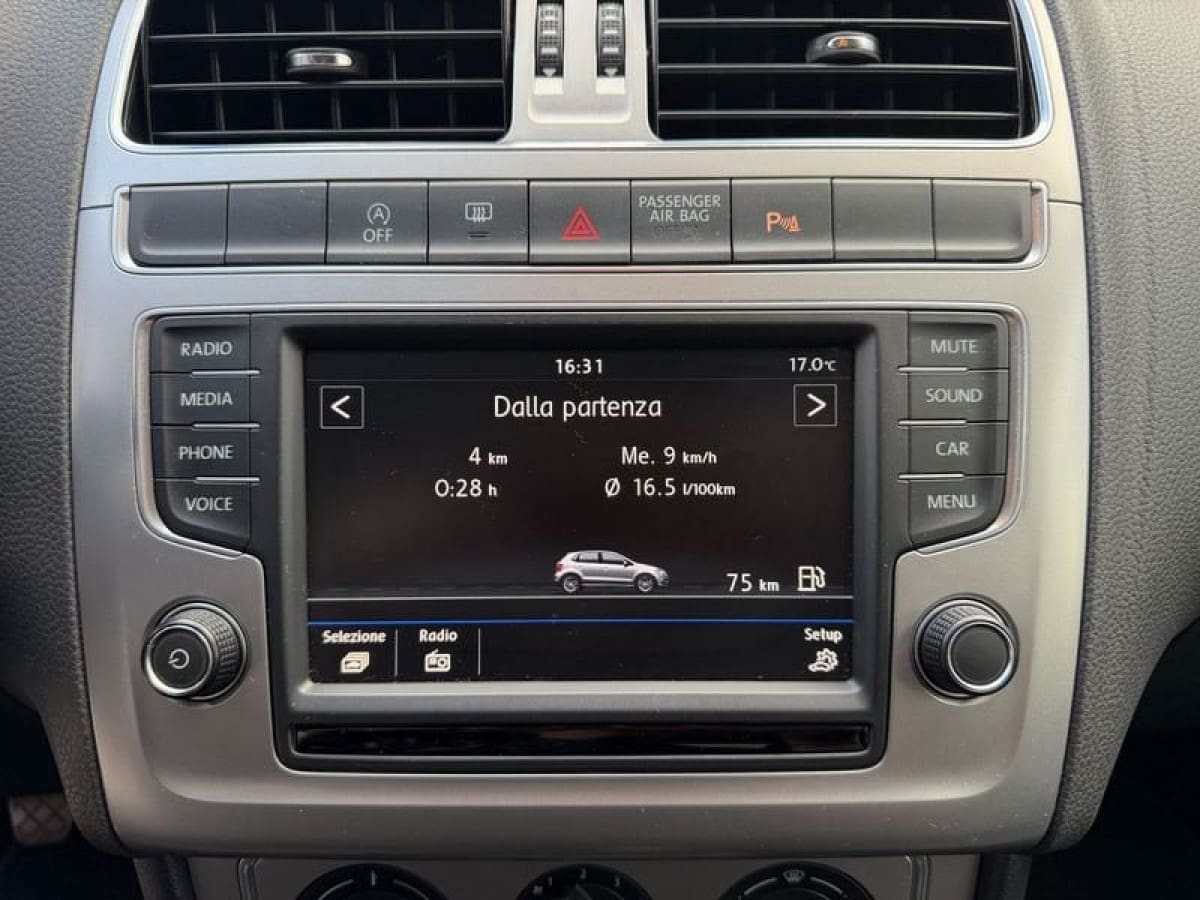 OFF
PASSENGER
AIR BAG
P
RADIO
MEDIA
PHONE
VOICE
MUTE
SOUND
CAR
MENU
16:31 17.0°C
< Dalla partenza >
4 km Me. 9 km/h
0:28 h Ø 16.5 l/100km
75 km
Selezione Radio Setup